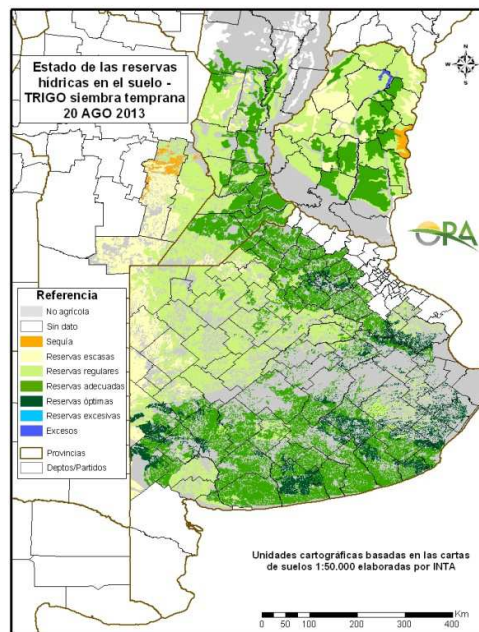 Estado de las reservas
hídricas en el suelo -
TRIGO siembra temprana
20 AGO 2013
N
W
E
S
OPA
Referencia
No agrícola
Sin dato
Sequía
Reservas escasas
Reservas regulares
Reservas adecuadas
Reservas óptimas
Reservas excesivas
Excesos
Provincias
Deptos/Partidos
Unidades cartográficas basadas en las cartas
de suelos 1:50.000 elaboradas por INTA
Km
0 100 200 300 400